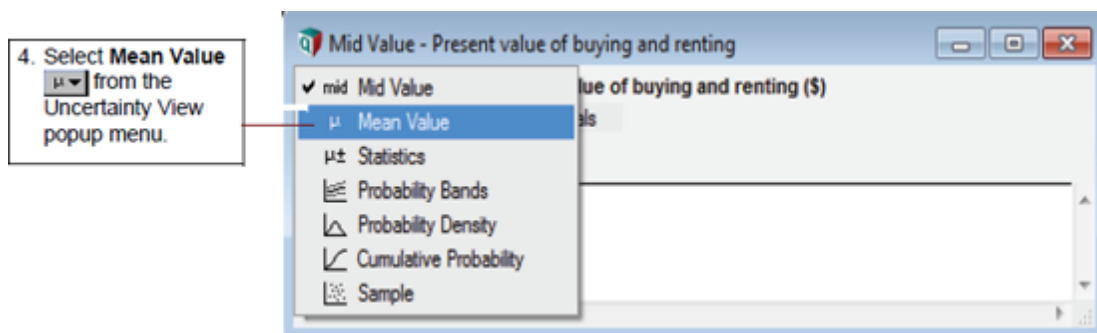 4. Select Mean Value
μ from the
Uncertainty View
popup menu.
Mid Value - Present value of buying and renting
mid Mid Value
lue of buying and renting ($)
μ Mean Value
als
μ± Statistics
Probability Bands
Probability Density
Cumulative Probability
Sample